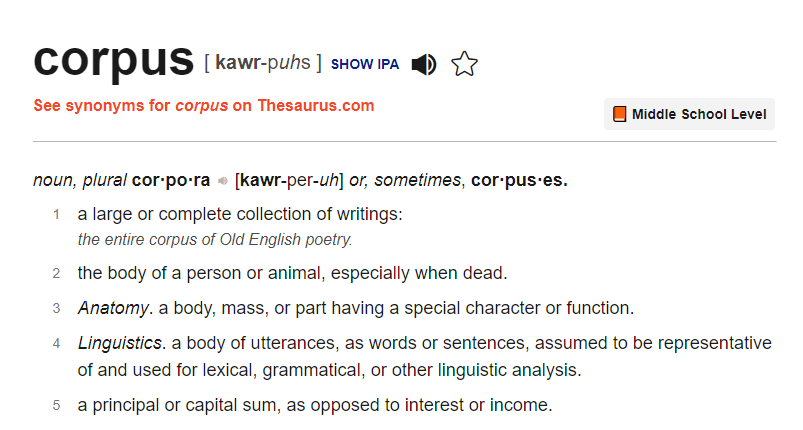 corpus [ kawr-puhs ] SHOW IPA
See synonyms for corpus on Thesaurus.com
Middle School Level
noun, plural cor·po·ra [kawr-per-uh] or, sometimes, cor·pus·es.
1 a large or complete collection of writings:
the entire corpus of Old English poetry.
2 the body of a person or animal, especially when dead.
3 Anatomy. a body, mass, or part having a special character or function.
4 Linguistics. a body of utterances, as words or sentences, assumed to be representative
of and used for lexical, grammatical, or other linguistic analysis.
5 a principal or capital sum, as opposed to interest or income.